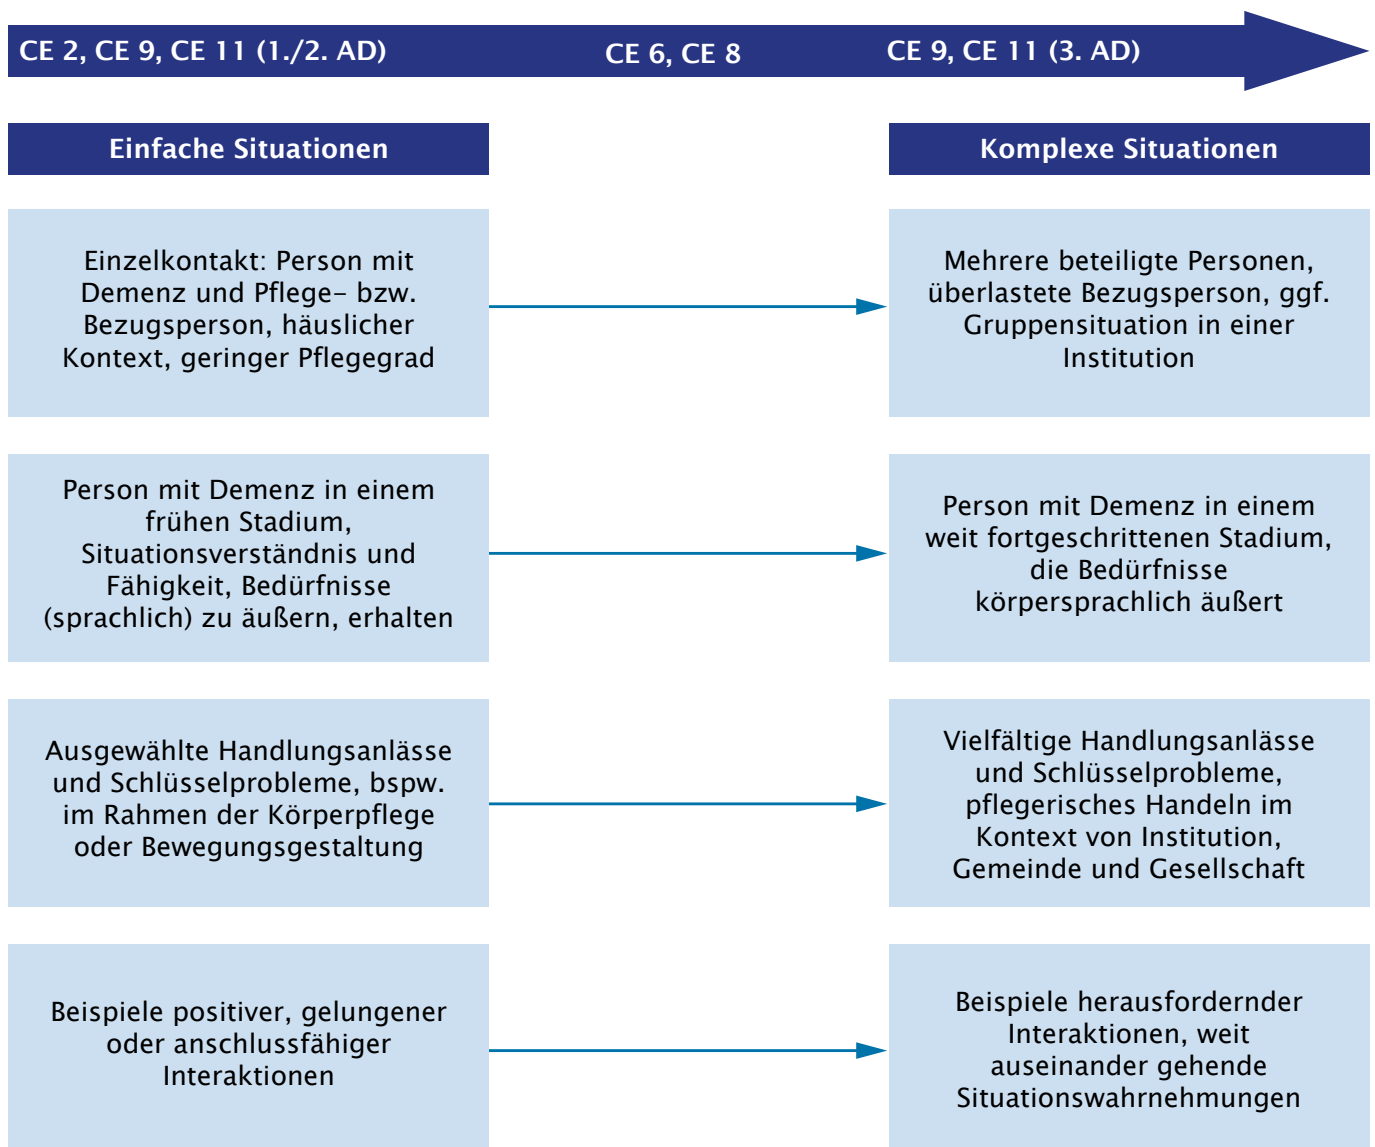 CE 2, CE 9, CE 11 (1./2. AD)
CE 6, CE 8
CE 9, CE 11 (3. AD)
Einfache Situationen
Komplexe Situationen
Einzelkontakt: Person mit
Demenz und Pflege- bzw.
Bezugsperson, häuslicher
Kontext, geringer Pflegegrad
Mehrere beteiligte Personen,
überlastete Bezugsperson, ggf.
Gruppensituation in einer
Institution
Person mit Demenz in einem
frühen Stadium,
Situationsverständnis und
Fähigkeit, Bedürfnisse
(sprachlich) zu äußern, erhalten
Person mit Demenz in einem
weit fortgeschrittenen Stadium,
die Bedürfnisse
körpersprachlich äußert
Ausgewählte Handlungsanlässe
und Schlüsselprobleme, bspw.
im Rahmen der Körperpflege
oder Bewegungsgestaltung
Vielfältige Handlungsanlässe
und Schlüsselprobleme,
pflegerisches Handeln im
Kontext von Institution,
Gemeinde und Gesellschaft
Beispiele positiver, gelungener
oder anschlussfähiger
Interaktionen
Beispiele herausfordernder
Interaktionen, weit
auseinander gehende
Situationswahrnehmungen